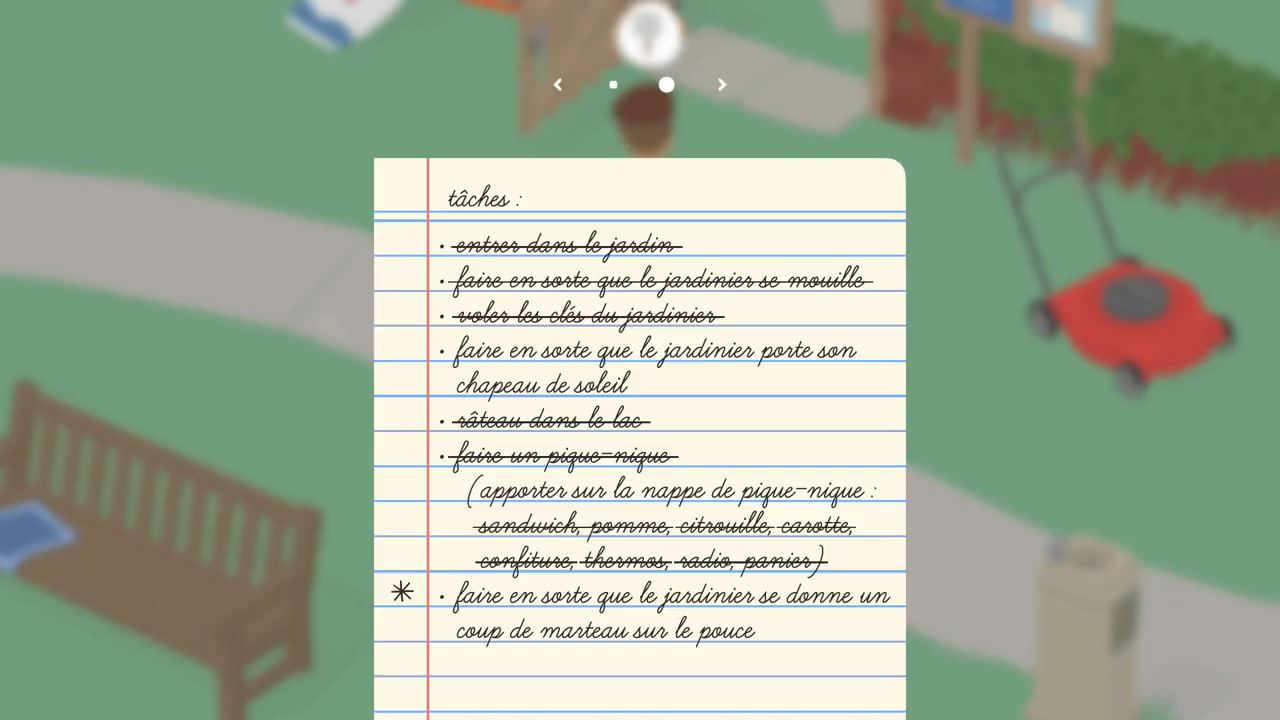 tâches :
• entrer dans le jardin
• faire en sorte que le jardinier se mouille
• voler les clés du jardinier
• faire en sorte que le jardinier porte son
chapeau de soleil
• râteau dans le lac
• faire un pique-nique
(apporter sur la nappe de pique-nique :
sandwich, pomme, citrouille, carotte,
confiture, thermos, radio, panier)
* • faire en sorte que le jardinier se donne un
coup de marteau sur le pouce